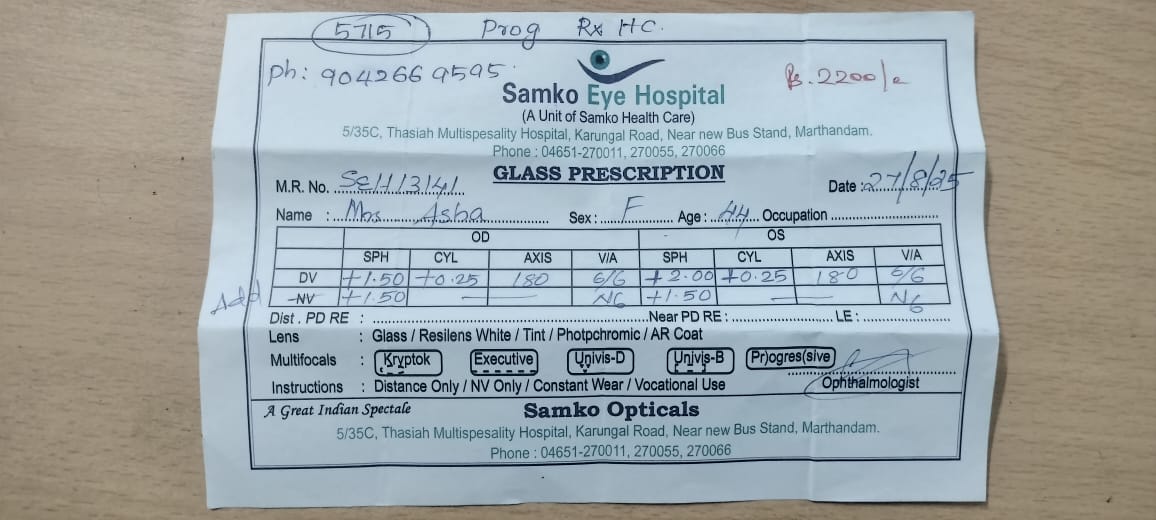 5715 Prog Rx HC.
Ph: 9042669595
Rs. 2200/-
Samko Eye Hospital
(A Unit of Samko Health Care)
5/35C, Thasiah Multispesality Hospital, Karungal Road, Near new Bus Stand, Marthandam.
Phone : 04651-270011, 270055, 270066
GLASS PRESCRIPTION
M.R. No. SEH13141 Date : 27/8/25
Name : Mrs Asha Sex : F Age : 44 Occupation
OD OS
SPH CYL AXIS V/A SPH CYL AXIS V/A
DV +1.50 +0.25 180 6/6 +2.00 +0.25 180 6/6
Add NV +1.50 — N6 +1.50 — N6
Dist. PD RE : Near PD RE : LE :
Lens : Glass / Resilens White / Tint / Photpchromic / AR Coat
Multifocals : Kryptok Executive Univis-D Univis-B Pr)ogres(sive
Instructions : Distance Only / NV Only / Constant Wear / Vocational Use Ophthalmologist
A Great Indian Spectale Samko Opticals
5/35C, Thasiah Multispesality Hospital, Karungal Road, Near new Bus Stand, Marthandam.
Phone : 04651-270011, 270055, 270066